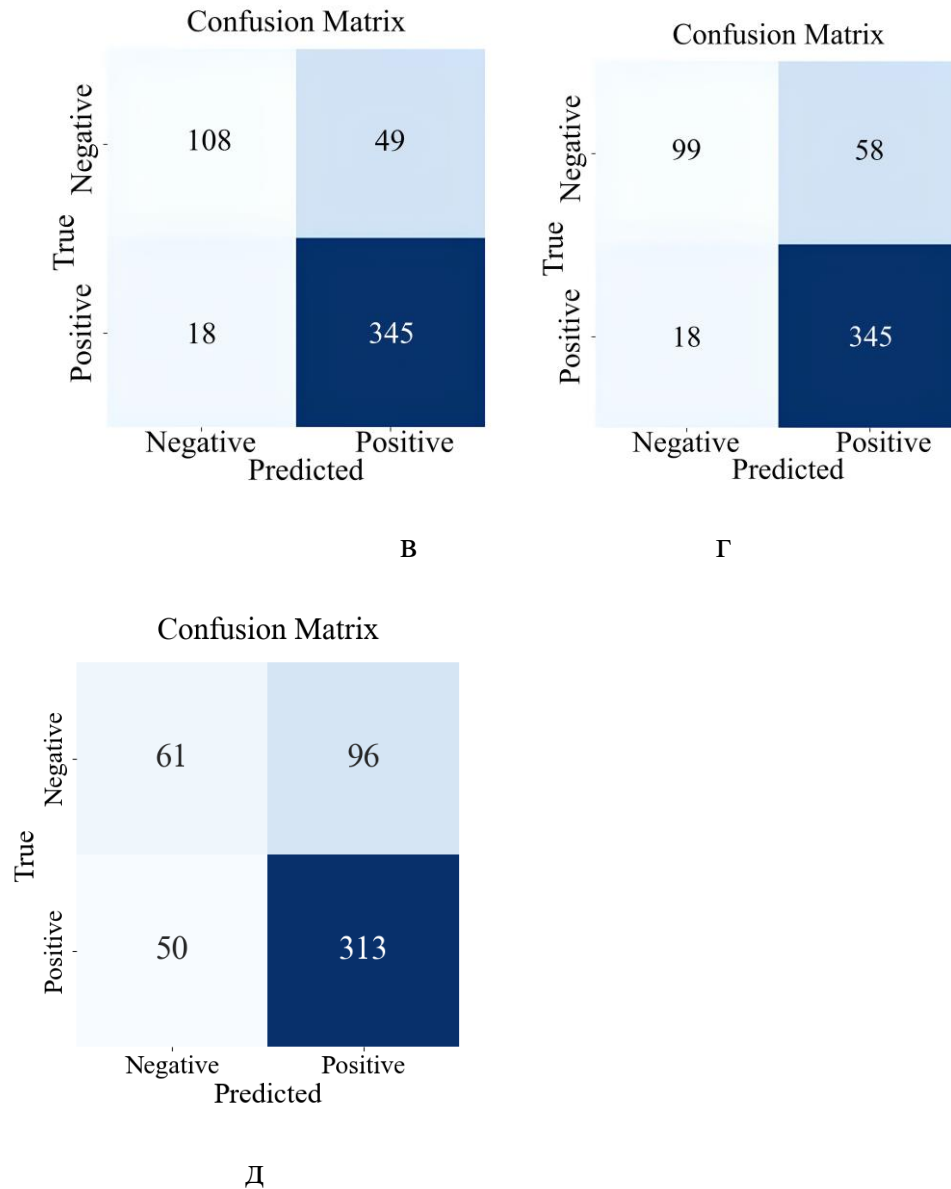 Confusion Matrix
Negative
108 49
True
Positive
18 345
Negative Positive
Predicted
в
Confusion Matrix
Negative
99 58
True
Positive
18 345
Negative Positive
Predicted
г
Confusion Matrix
Negative
61 96
True
Positive
50 313
Negative Positive
Predicted
д